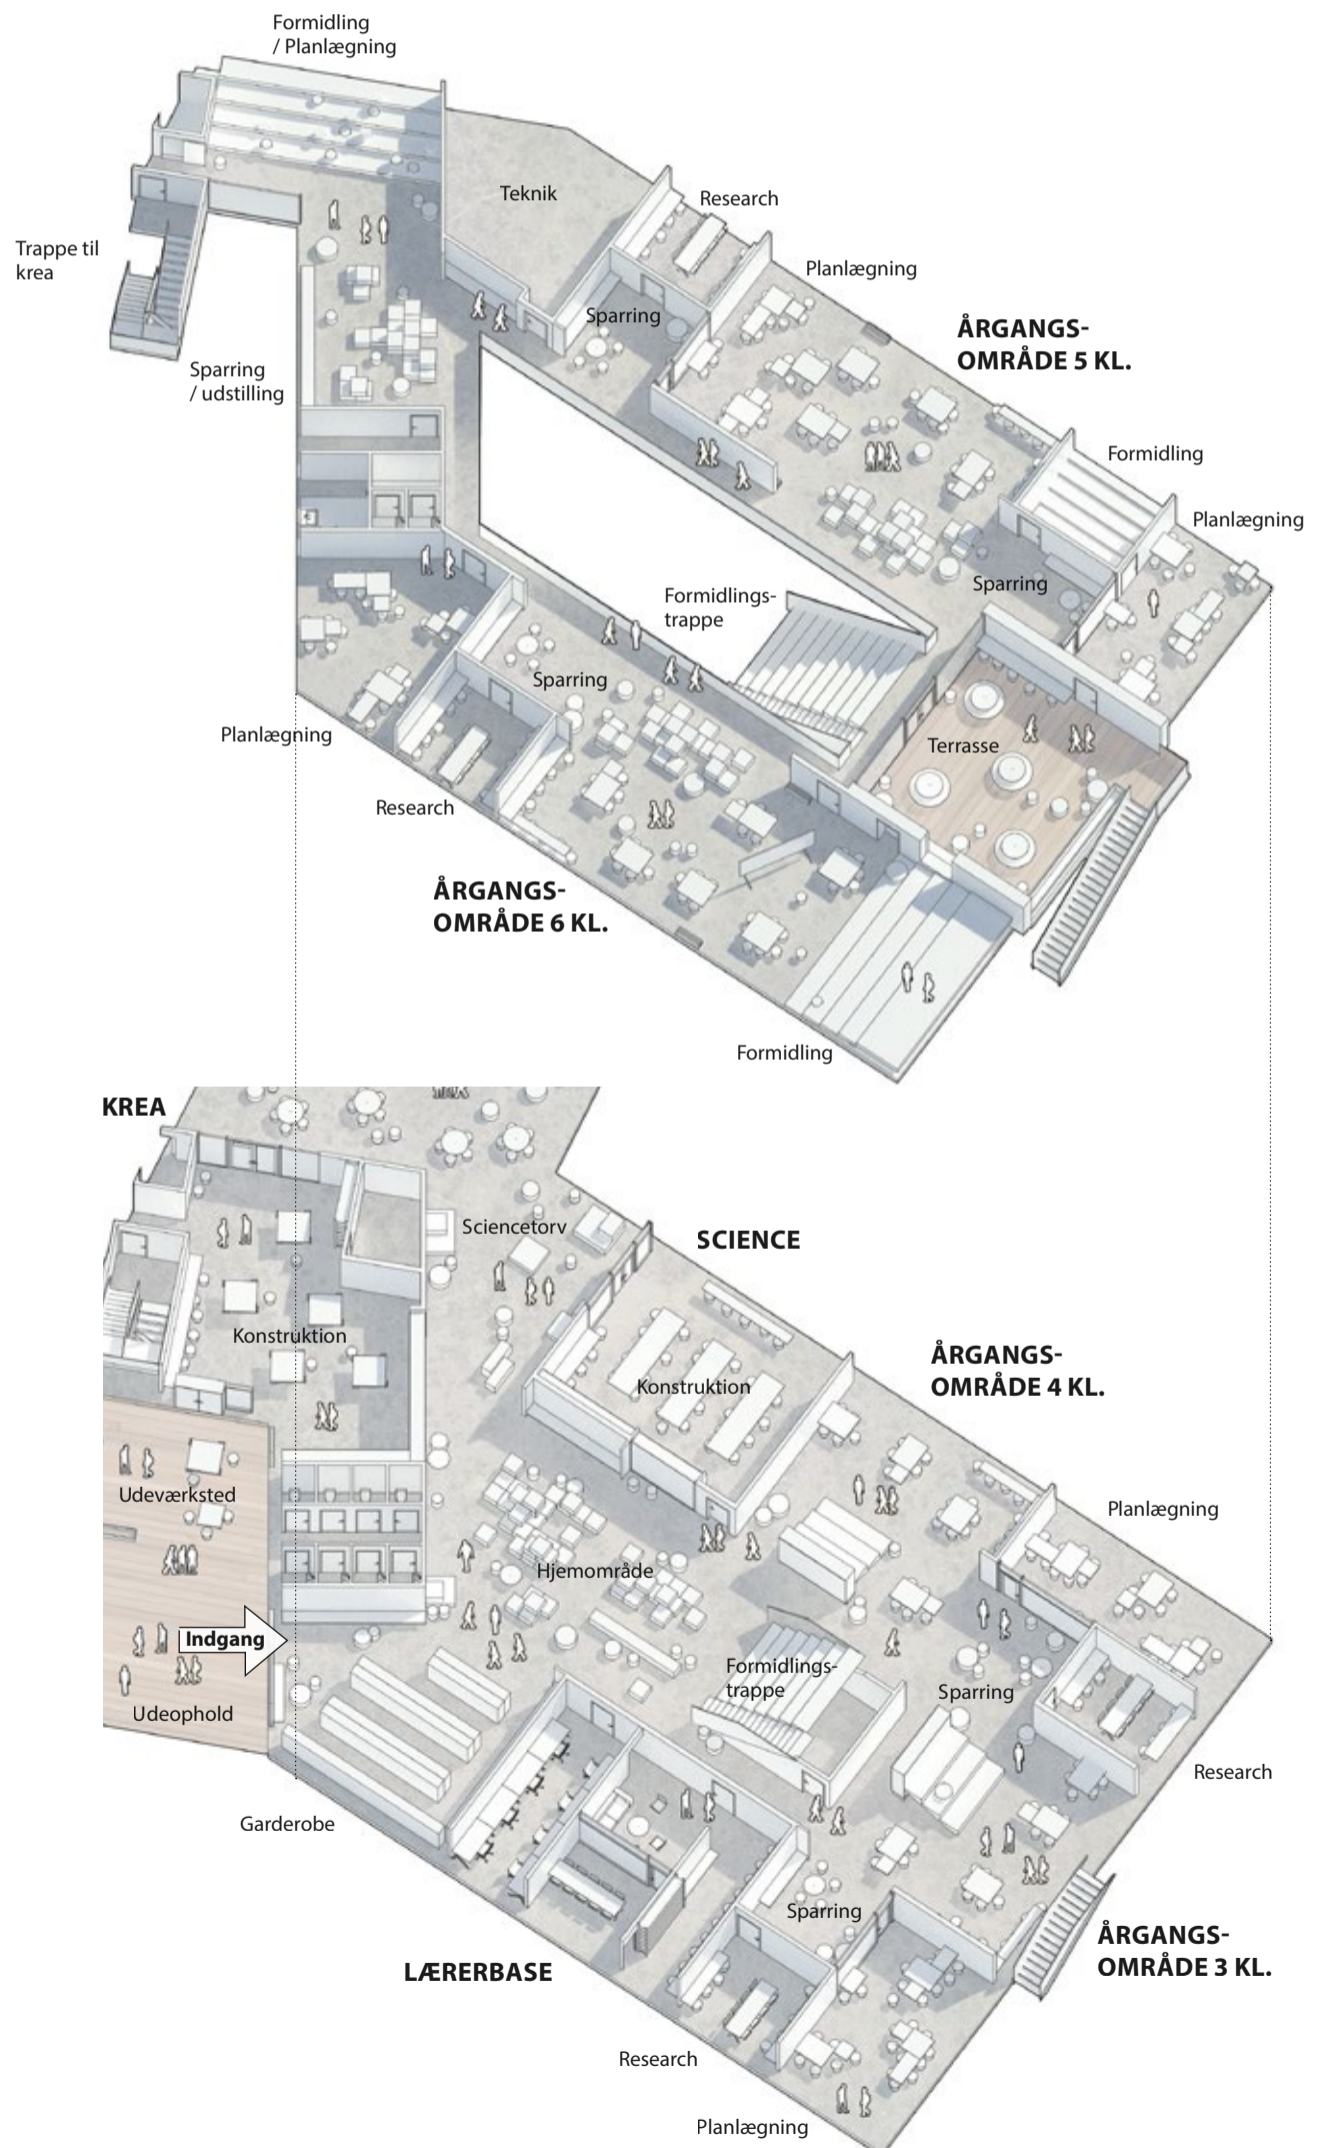 Formidling
/ Planlægning
Teknik
Research
Trappe til
krea
Planlægning
Sparring
ÅRGANGS-
OMRÅDE 5 KL.
Sparring
/ udstilling
Formidling
Planlægning
Sparring
Formidlings-
trappe
Sparring
Planlægning
Terrasse
Research
ÅRGANGS-
OMRÅDE 6 KL.
Formidling
KREA
Sciencetorv
SCIENCE
Konstruktion
ÅRGANGS-
OMRÅDE 4 KL.
Konstruktion
Udeværksted
Planlægning
Hjemområde
Indgang
Formidlings-
trappe
Sparring
Udeophold
Research
Garderobe
Sparring
ÅRGANGS-
OMRÅDE 3 KL.
LÆRERBASE
Research
Planlægning